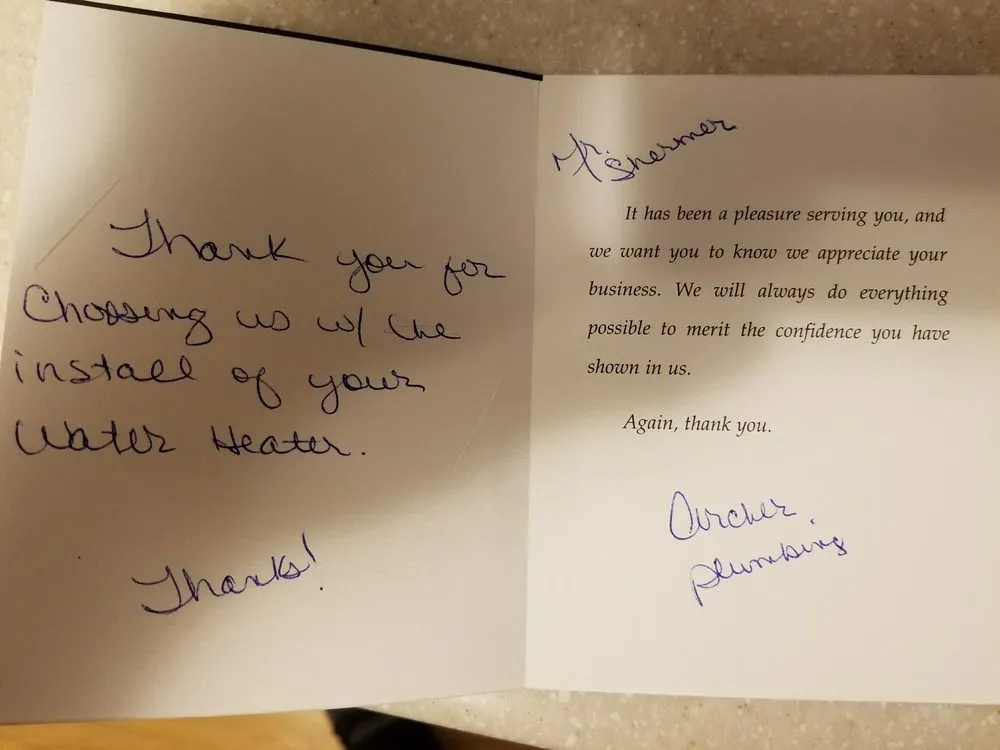 Thank you for
Choosing us w/ the
install of your
Water Heater.
Thanks!
Mr. Shermer
It has been a pleasure serving you, and
we want you to know we appreciate your
business. We will always do everything
possible to merit the confidence you have
shown in us.
Again, thank you.
Archer
plumbing